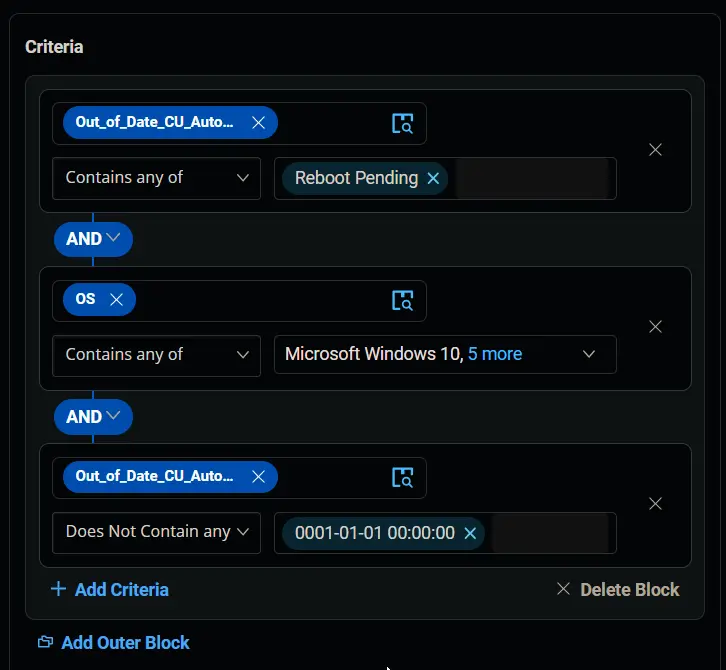 Criteria
Out_of_Date_CU_Auto...
Contains any of
Reboot Pending
AND
OS
Contains any of
Microsoft Windows 10, 5 more
AND
Out_of_Date_CU_Auto...
Does Not Contain any
0001-01-01 00:00:00
Add Criteria
Delete Block
Add Outer Block